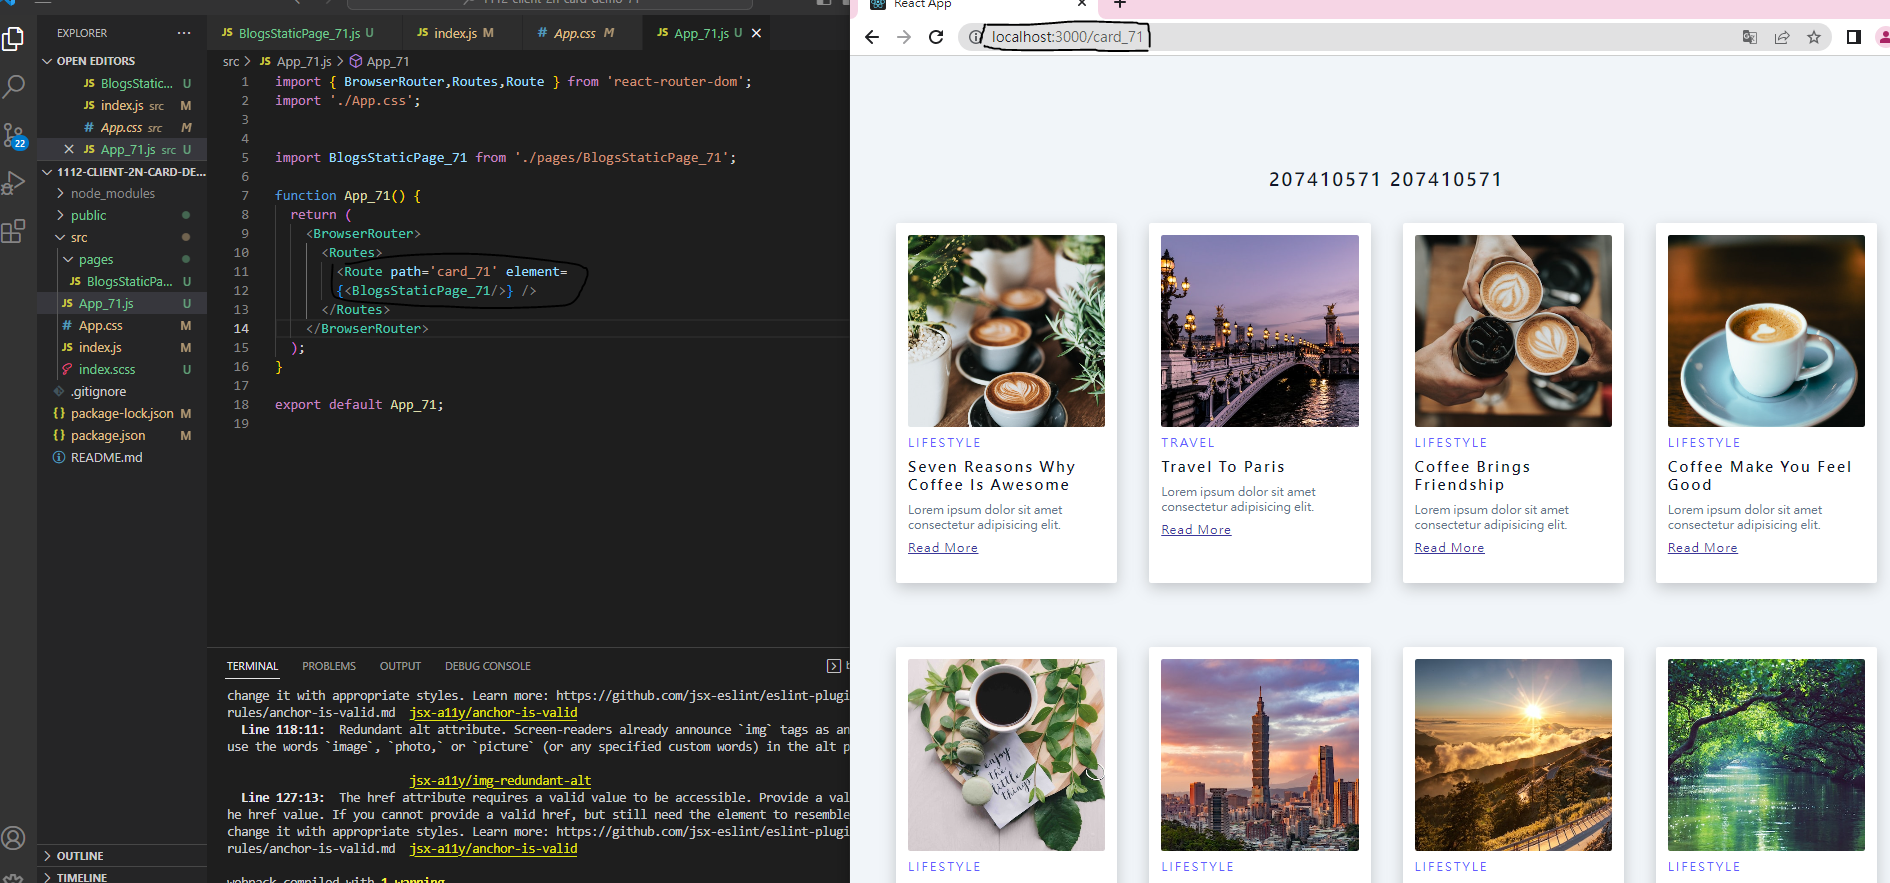 1112-client-2n-card-demo-71
EXPLORER
OPEN EDITORS
JS BlogsStatic... U
JS index.js src M
# App.css src M
JS App_71.js src U
22
1112-CLIENT-2N-CARD-DE...
node_modules
public
src
pages
JS BlogsStaticPa... U
JS App_71.js U
# App.css M
JS index.js M
index.scss U
.gitignore
{} package-lock.json M
{} package.json M
README.md
OUTLINE
TIMELINE
JS BlogsStaticPage_71.js U
JS index.js M
# App.css M
JS App_71.js U
src > JS App_71.js > App_71
1 import { BrowserRouter,Routes,Route } from 'react-router-dom';
2 import './App.css';
3
4
5 import BlogsStaticPage_71 from './pages/BlogsStaticPage_71';
6
7 function App_71() {
8 return (
9 <BrowserRouter>
10 <Routes>
11 <Route path='card_71' element=
12 {<BlogsStaticPage_71/>} />
13 </Routes>
14 </BrowserRouter>
15 );
16 }
17
18 export default App_71;
19
TERMINAL PROBLEMS OUTPUT DEBUG CONSOLE
change it with appropriate styles. Learn more: https://github.com/jsx-eslint/eslint-plugi
rules/anchor-is-valid.md jsx-a11y/anchor-is-valid
Line 118:11: Redundant alt attribute. Screen-readers already announce `img` tags as an
use the words `image`, `photo,` or `picture` (or any specified custom words) in the alt p
jsx-a11y/img-redundant-alt
Line 127:13: The href attribute requires a valid value to be accessible. Provide a val
he href value. If you cannot provide a valid href, but still need the element to resemble
change it with appropriate styles. Learn more: https://github.com/jsx-eslint/eslint-plugi
rules/anchor-is-valid.md jsx-a11y/anchor-is-valid
webpack compiled with 1 warning
React App
localhost:3000/card_71
207410571 207410571
LIFESTYLE
Seven Reasons Why
Coffee Is Awesome
Lorem ipsum dolor sit amet
consectetur adipisicing elit.
Read More
TRAVEL
Travel To Paris
Lorem ipsum dolor sit amet
consectetur adipisicing elit.
Read More
LIFESTYLE
Coffee Brings
Friendship
Lorem ipsum dolor sit amet
consectetur adipisicing elit.
Read More
LIFESTYLE
Coffee Make You Feel
Good
Lorem ipsum dolor sit amet
consectetur adipisicing elit.
Read More
enjoy
the
little
things
LIFESTYLE
LIFESTYLE
LIFESTYLE
LIFESTYLE